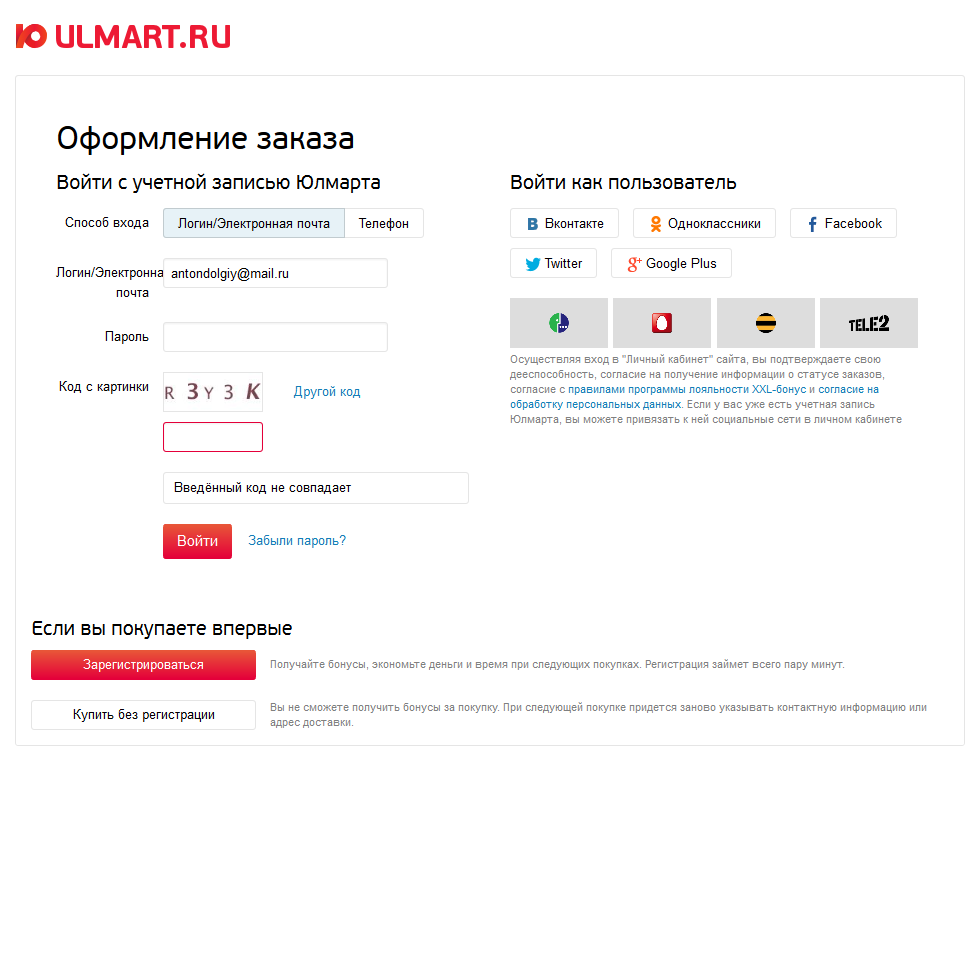 ULMART.RU
Оформление заказа
Войти с учетной записью Юлмарта
Способ входа
Логин/Электронная почта
Телефон
Логин/Электронна
почта
antondolgiy@mail.ru
Пароль
Код с картинки
R 3 Y 3 K
Другой код
Введённый код не совпадает
Войти
Забыли пароль?
Войти как пользователь
Вконтакте
Одноклассники
Facebook
Twitter
Google Plus
TELE2
Осуществляя вход в "Личный кабинет" сайта, вы подтверждаете свою
дееспособность, согласие на получение информации о статусе заказов,
согласие с правилами программы лояльности XXL-бонус и согласие на
обработку персональных данных. Если у вас уже есть учетная запись
Юлмарта, вы можете привязать к ней социальные сети в личном кабинете
Если вы покупаете впервые
Зарегистрироваться
Получайте бонусы, экономьте деньги и время при следующих покупках. Регистрация займет всего пару минут.
Купить без регистрации
Вы не сможете получить бонусы за покупку. При следующей покупке придется заново указывать контактную информацию или
адрес доставки.